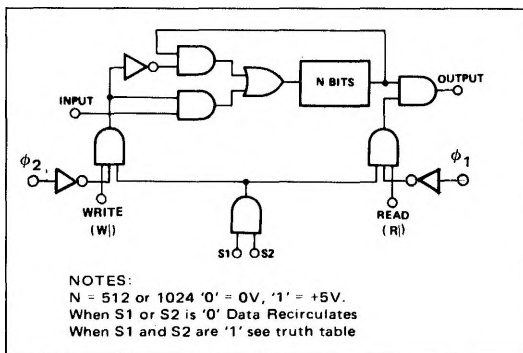 N BITS
OUTPUT
INPUT
ϕ2
ϕ1
WRITE
(W|)
READ
(R|)
S1 S2
NOTES:
N = 512 or 1024 '0' = 0V, '1' = +5V.
When S1 or S2 is '0' Data Recirculates
When S1 and S2 are '1' see truth table